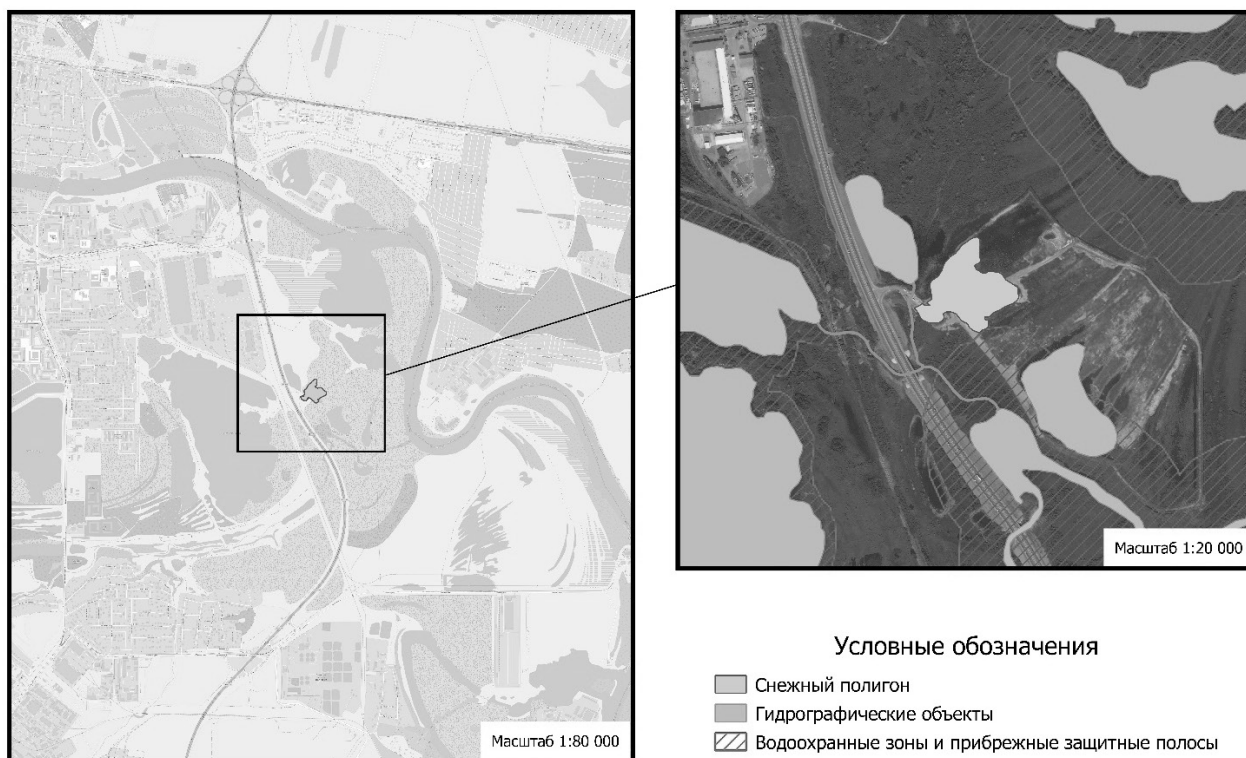 Масштаб 1:80 000
Масштаб 1:20 000
Условные обозначения
Снежный полигон
Гидрографические объекты
Водоохранные зоны и прибрежные защитные полосы